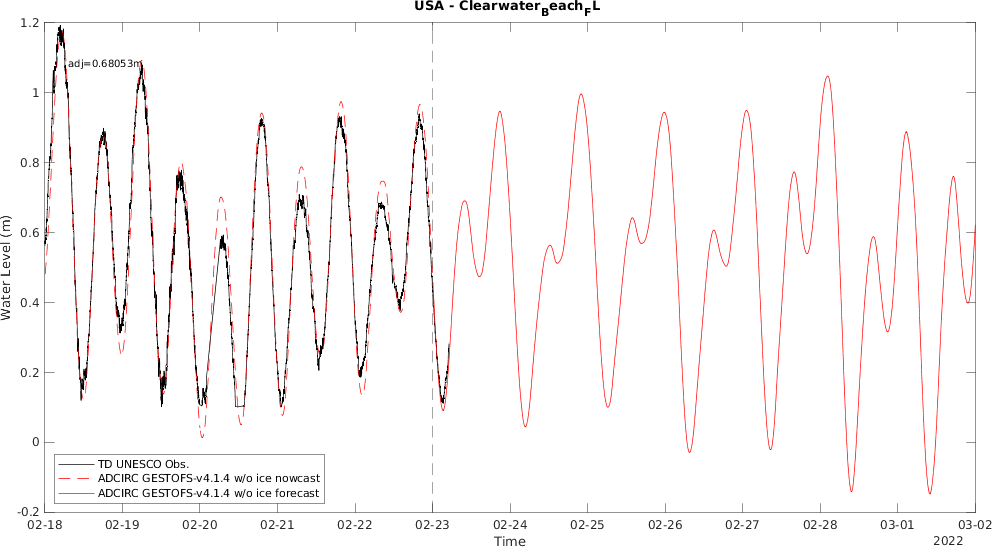 USA - Clearwater_Beach_FL
1.2
1
0.8
0.6
0.4
0.2
0
-0.2
Water Level (m)
adj=0.68053m
TD UNESCO Obs.
ADCIRC GESTOFS-v4.1.4 w/o ice nowcast
ADCIRC GESTOFS-v4.1.4 w/o ice forecast
02-18 02-19 02-20 02-21 02-22 02-23 02-24 02-25 02-26 02-27 02-28 03-01 03-02
Time
2022